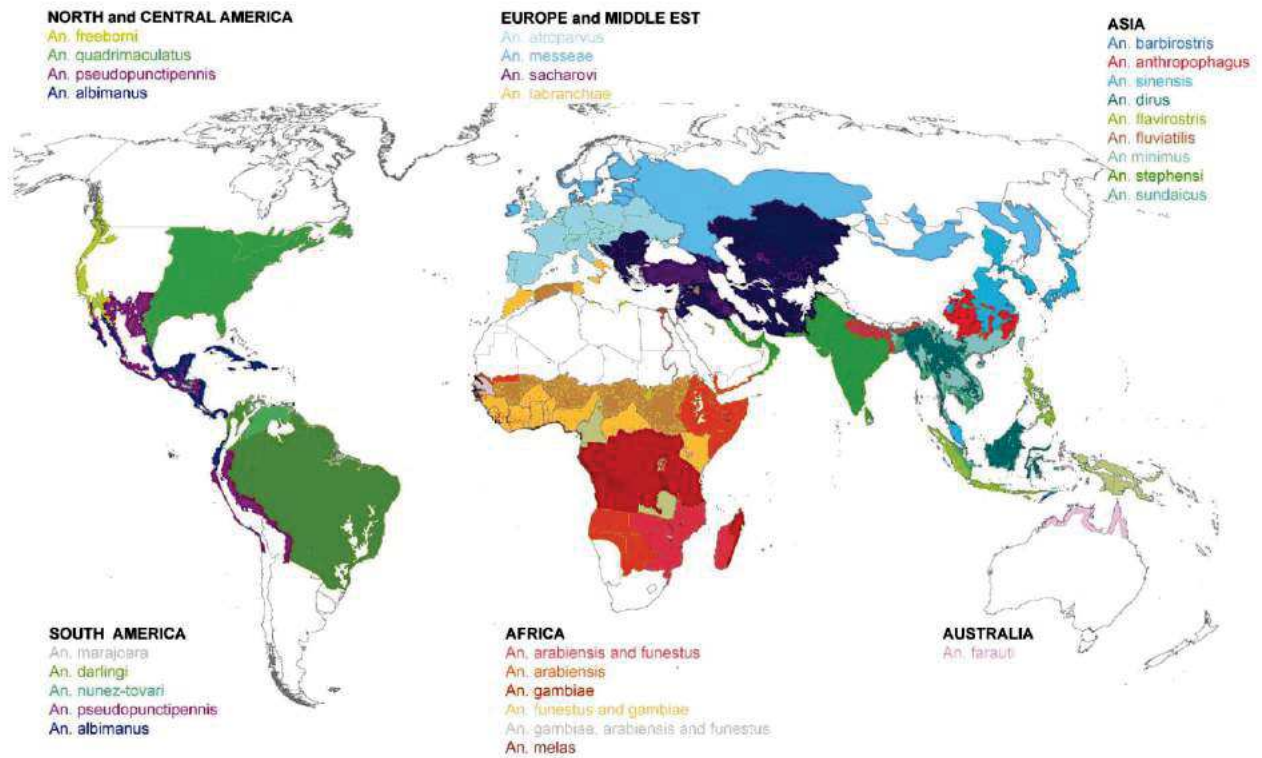 NORTH and CENTRAL AMERICA
An. freeborni
An. quadrimaculatus
An. pseudopunctipennis
An. albimanus
EUROPE and MIDDLE EST
An. atroparvus
An. messeae
An. sacharovi
An. labranchiae
ASIA
An. barbirostris
An. anthropophagus
An. sinensis
An. dirus
An. flavirostris
An. fluviatilis
An minimus
An. stephensi
An. sundaicus
SOUTH AMERICA
An. marajoara
An. darlingi
An. nunez-tovari
An. pseudopunctipennis
An. albimanus
AFRICA
An. arabiensis and funestus
An. arabiensis
An. gambiae
An. funestus and gambiae
An. gambiae, arabiensis and funestus
An. melas
AUSTRALIA
An. farauti